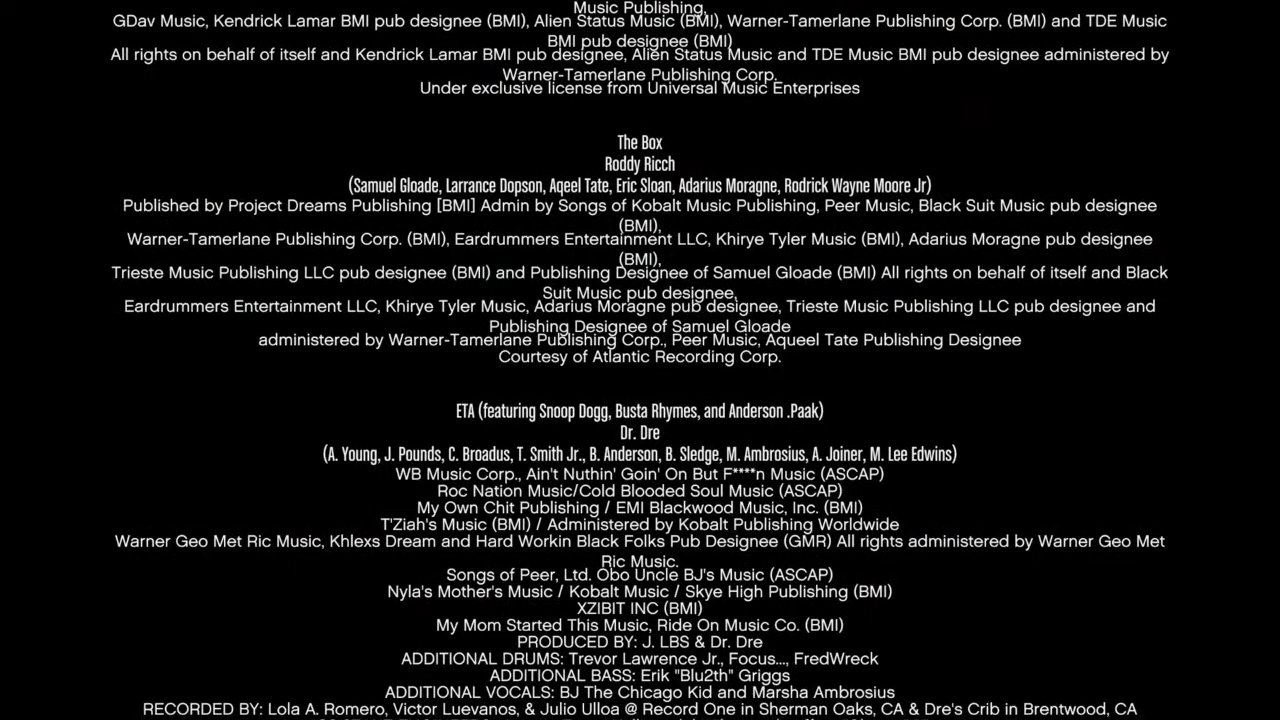 Music Publishing,
GDav Music, Kendrick Lamar BMI pub designee (BMI), Alien Status Music (BMI), Warner-Tamerlane Publishing Corp. (BMI) and TDE Music
BMI pub designee (BMI)
All rights on behalf of itself and Kendrick Lamar BMI pub designee, Alien Status Music and TDE Music BMI pub designee administered by
Warner-Tamerlane Publishing Corp.
Under exclusive license from Universal Music Enterprises
The Box
Roddy Ricch
(Samuel Gloade, Larrance Dopson, Aqeel Tate, Eric Sloan, Adarius Moragne, Rodrick Wayne Moore Jr)
Published by Project Dreams Publishing [BMI] Admin by Songs of Kobalt Music Publishing, Peer Music, Black Suit Music pub designee
(BMI),
Warner-Tamerlane Publishing Corp. (BMI), Eardrummers Entertainment LLC, Khirye Tyler Music (BMI), Adarius Moragne pub designee
(BMI),
Trieste Music Publishing LLC pub designee (BMI) and Publishing Designee of Samuel Gloade (BMI) All rights on behalf of itself and Black
Suit Music pub designee,
Eardrummers Entertainment LLC, Khirye Tyler Music, Adarius Moragne pub designee, Trieste Music Publishing LLC pub designee and
Publishing Designee of Samuel Gloade
administered by Warner-Tamerlane Publishing Corp., Peer Music, Aqueel Tate Publishing Designee
Courtesy of Atlantic Recording Corp.
ETA (featuring Snoop Dogg, Busta Rhymes, and Anderson .Paak)
Dr. Dre
(A. Young, J. Pounds, C. Broadus, T. Smith Jr., B. Anderson, B. Sledge, M. Ambrosius, A. Joiner, M. Lee Edwins)
WB Music Corp., Ain't Nuthin' Goin' On But F****n Music (ASCAP)
Roc Nation Music/Cold Blooded Soul Music (ASCAP)
My Own Chit Publishing / EMI Blackwood Music, Inc. (BMI)
T'Ziah's Music (BMI) / Administered by Kobalt Publishing Worldwide
Warner Geo Met Ric Music, Khlexs Dream and Hard Workin Black Folks Pub Designee (GMR) All rights administered by Warner Geo Met
Ric Music.
Songs of Peer, Ltd. Obo Uncle BJ's Music (ASCAP)
Nyla's Mother's Music / Kobalt Music / Skye High Publishing (BMI)
XZIBIT INC (BMI)
My Mom Started This Music, Ride On Music Co. (BMI)
PRODUCED BY: J. LBS & Dr. Dre
ADDITIONAL DRUMS: Trevor Lawrence Jr., Focus..., FredWreck
ADDITIONAL BASS: Erik "Blu2th" Griggs
ADDITIONAL VOCALS: BJ The Chicago Kid and Marsha Ambrosius
RECORDED BY: Lola A. Romero, Victor Luevanos, & Julio Ulloa @ Record One in Sherman Oaks, CA & Dre's Crib in Brentwood, CA